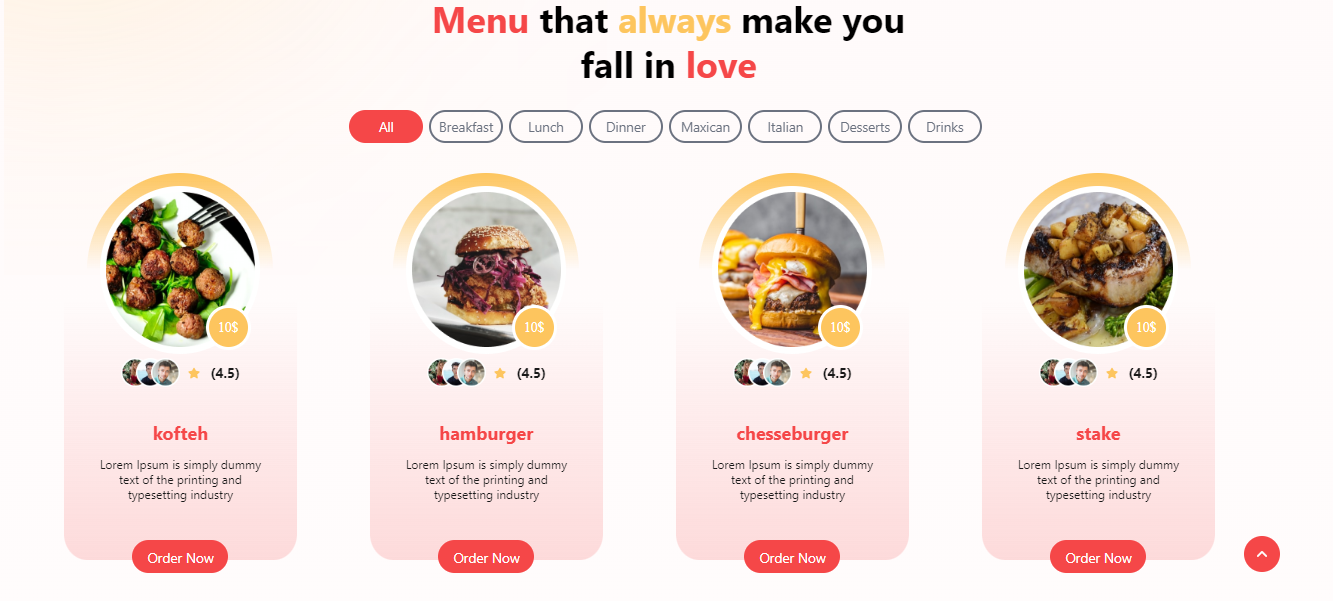 Menu that always make you
fall in love
All Breakfast Lunch Dinner Maxican Italian Desserts Drinks
10$ 10$ 10$ 10$
(4.5) (4.5) (4.5) (4.5)
kofteh
Lorem Ipsum is simply dummy
text of the printing and
typesetting industry
Order Now
hamburger
Lorem Ipsum is simply dummy
text of the printing and
typesetting industry
Order Now
chesseburger
Lorem Ipsum is simply dummy
text of the printing and
typesetting industry
Order Now
stake
Lorem Ipsum is simply dummy
text of the printing and
typesetting industry
Order Now